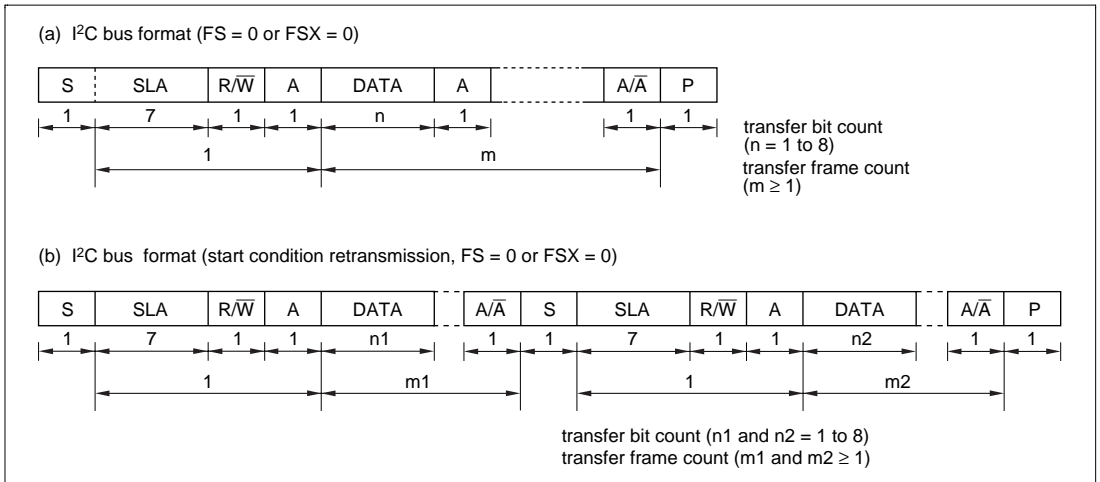 (a) I²C bus format (FS = 0 or FSX = 0)
S SLA R/W̅ A DATA A A/A̅ P
1 7 1 1 n 1 1 1
1 m
transfer bit count
(n = 1 to 8)
transfer frame count
(m ≥ 1)
(b) I²C bus format (start condition retransmission, FS = 0 or FSX = 0)
S SLA R/W̅ A DATA A/A̅ S SLA R/W̅ A DATA A/A̅ P
1 7 1 1 n1 1 1 7 1 1 n2 1 1
1 m1 1 m2
transfer bit count (n1 and n2 = 1 to 8)
transfer frame count (m1 and m2 ≥ 1)